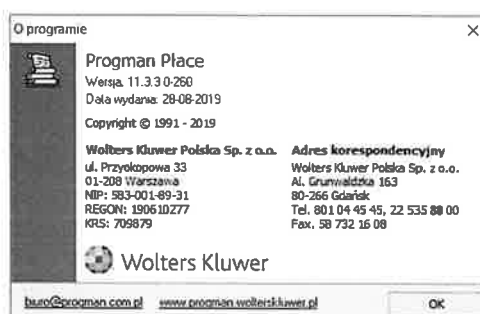 O programie
Progman Płace
Wersja 11.3.3 0-260
Data wydania: 28-08-2019
Copyright © 1991 - 2019
Wolters Kluwer Polska Sp. z o.o.
ul. Przyokopowa 33
01-208 Warszawa
NIP: 583-001-89-31
REGON: 190610277
KRS: 709879
Adres korespondencyjny
Wolters Kluwer Polska Sp. z o.o.
Al. Grunwaldzka 163
80-266 Gdańsk
Tel. 801 04 45 45, 22 535 88 00
Fax. 58 732 16 08
Wolters Kluwer
buro@progman.com.pl www.progman.wolterskluwer.pl OK